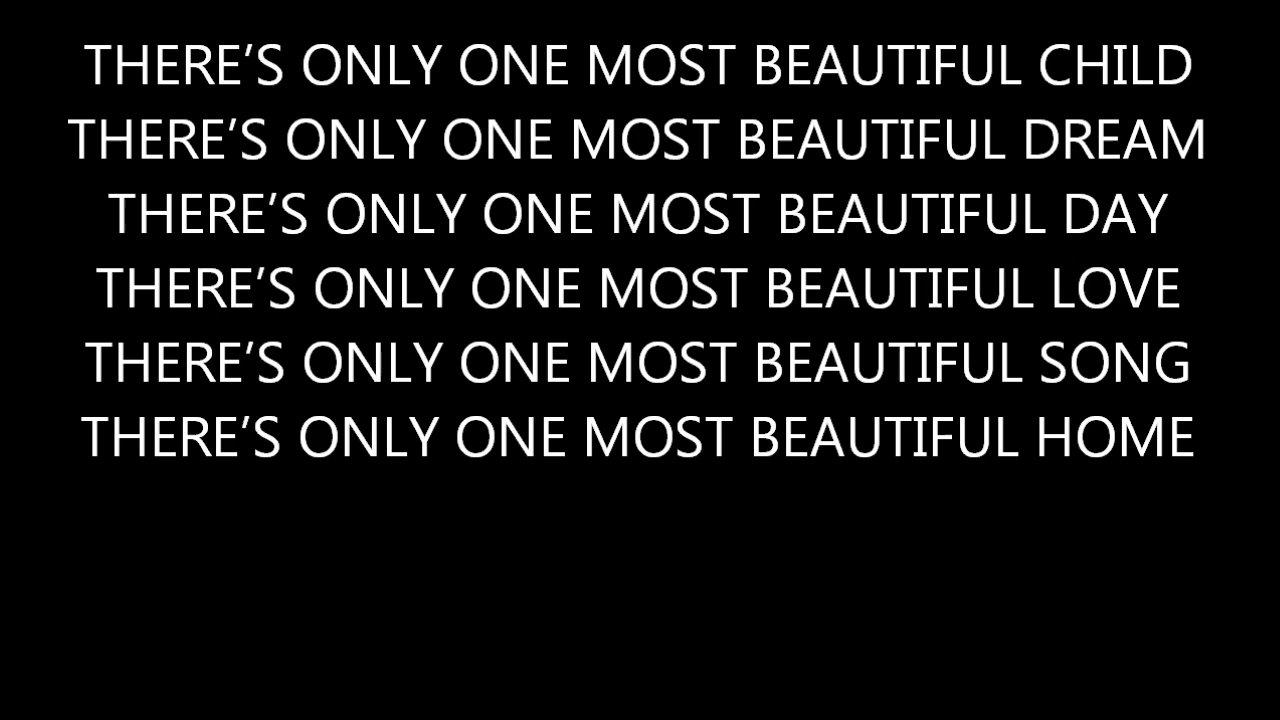 THERE’S ONLY ONE MOST BEAUTIFUL CHILD
THERE’S ONLY ONE MOST BEAUTIFUL DREAM
THERE’S ONLY ONE MOST BEAUTIFUL DAY
THERE’S ONLY ONE MOST BEAUTIFUL LOVE
THERE’S ONLY ONE MOST BEAUTIFUL SONG
THERE’S ONLY ONE MOST BEAUTIFUL HOME